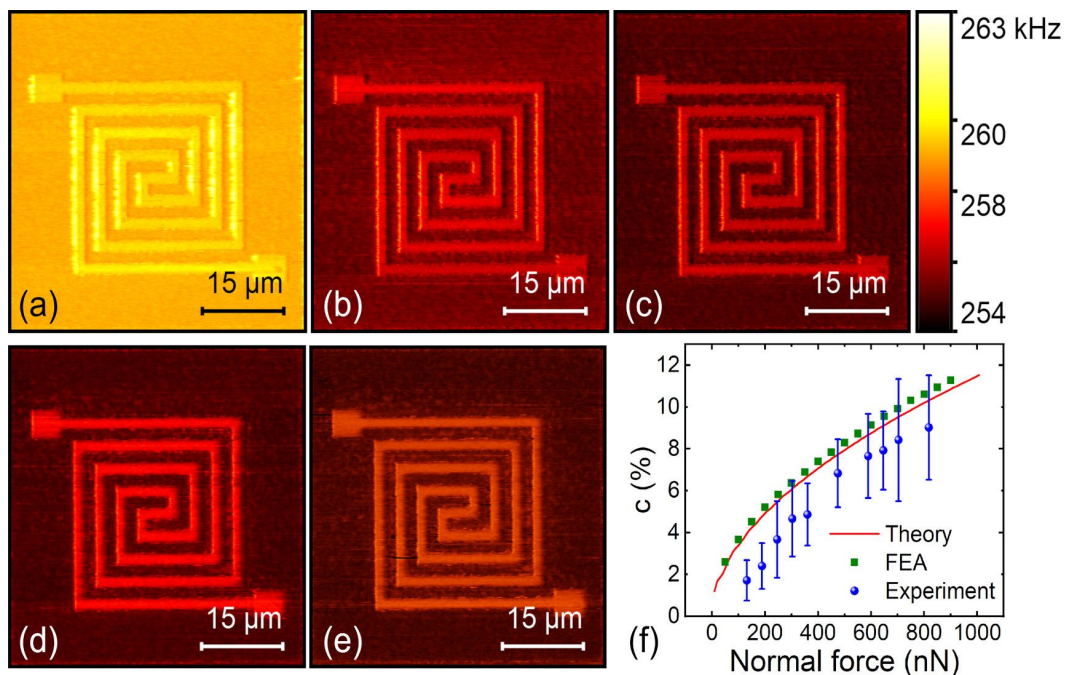 (a)
15 µm
(b)
15 µm
(c)
15 µm
263 kHz
260
258
254
(d)
15 µm
(e)
15 µm
(f)
c (%)
12
10
8
6
4
2
0
Theory
FEA
Experiment
0 200 400 600 800 1000
Normal force (nN)